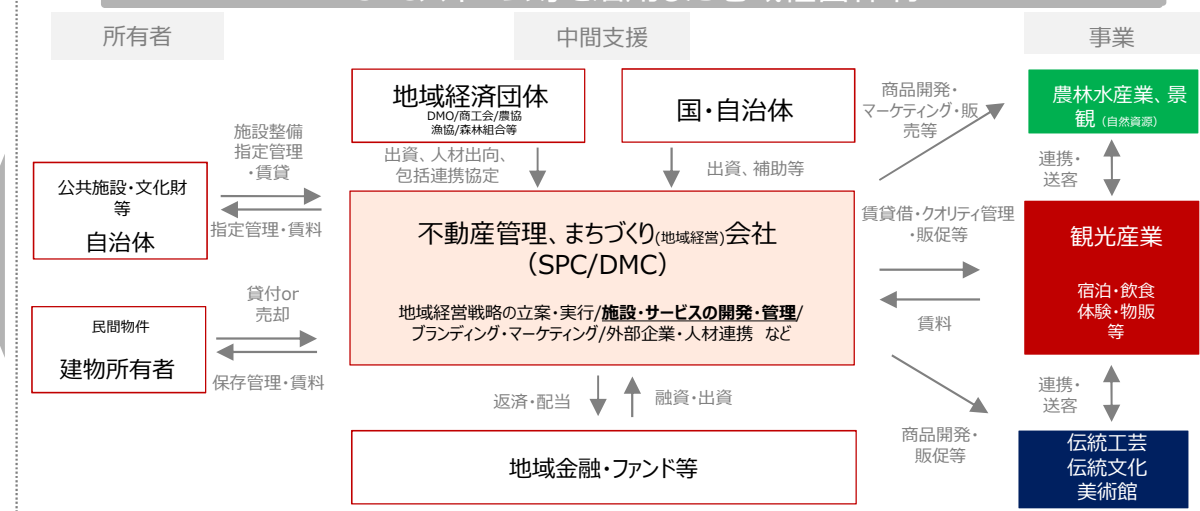 所有者
中間支援
事業
地域経済団体
DMO/商工会/農協
漁協/森林組合等
国・自治体
商品開発・
マーケティング・販
売等
農林水産業、景
観（自然資源）
施設整備
指定管理
・賃貸
出資、人材出向、
包括連携協定
出資、補助等
連携・
送客
公共施設・文化財
等
自治体
指定管理・賃料
不動産管理、まちづくり(地域経営)会社
（SPC/DMC）
地域経営戦略の立案・実行/施設・サービスの開発・管理/
ブランディング・マーケティング/外部企業・人材連携 など
賃貸借・クオリティ管理
・販促等
賃料
観光産業
宿泊・飲食
体験・物販
等
貸付or
売却
民間物件
建物所有者
保存管理・賃料
返済・配当
融資・出資
連携・
送客
商品開発・
販促等
地域金融・ファンド等
伝統工芸
伝統文化
美術館